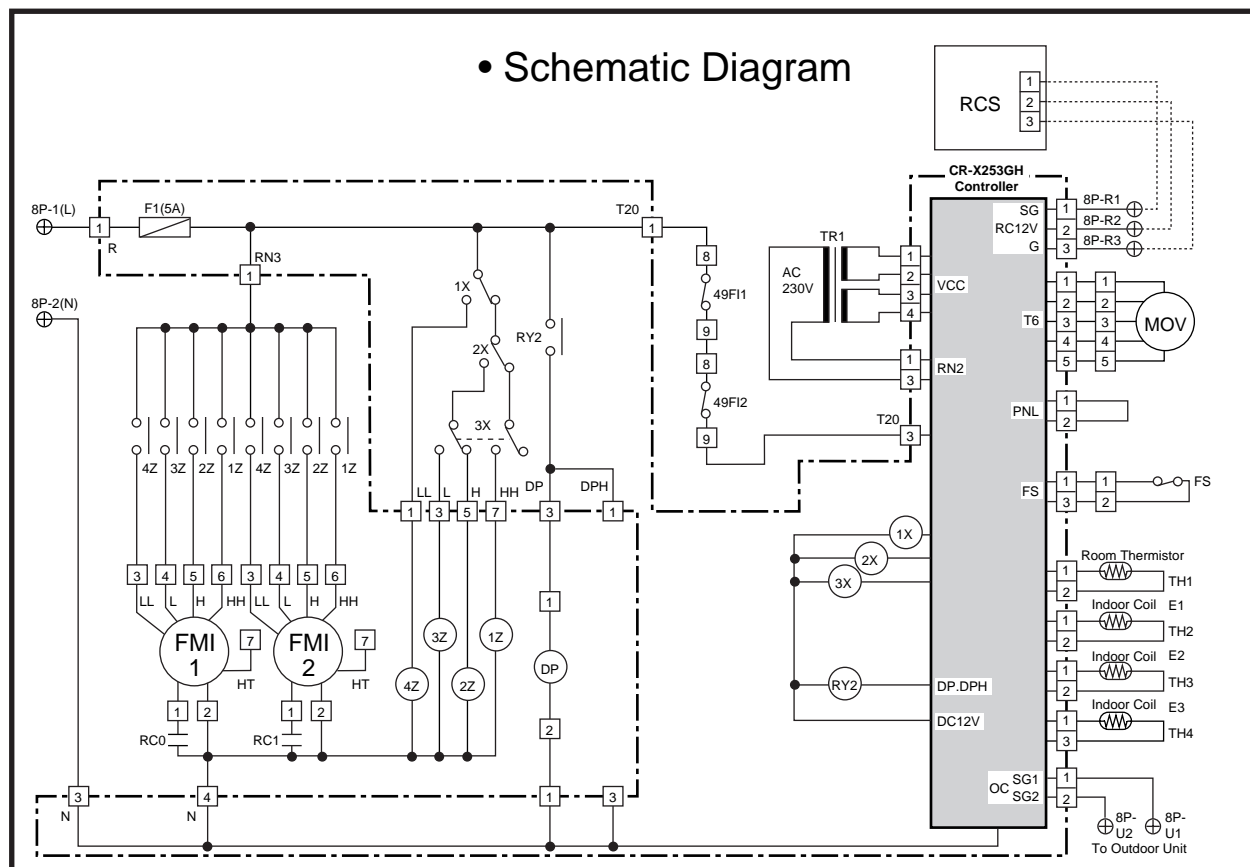 • Schematic Diagram
RCS
1
2
3
CR-X253GH
Controller
8P-1(L)
1
R
F1(5A)
T20
1
SG
RC12V
G
1
2
3
8P-R1
8P-R2
8P-R3
RN3
1
8P-2(N)
1X
2X
3X
RY2
8
49FI1
9
8
49FI2
9
AC
230V
TR1
1
2
3
4
VCC
1
3
RN2
T20
3
T6
1
2
3
4
5
1
2
3
4
5
MOV
PNL
1
2
FS
1
3
1
2
FS
4Z
3Z
2Z
1Z
4Z
3Z
2Z
1Z
LL
L
H
HH
DP
DPH
1
3
5
7
3
1
1X
2X
3X
Room Thermistor
1
2
TH1
Indoor Coil
E1
1
2
TH2
Indoor Coil
E2
1
2
TH3
Indoor Coil
E3
1
3
TH4
3
4
5
6
3
4
5
6
LL
L
H
HH
LL
L
H
HH
FMI
1
7
HT
FMI
2
7
HT
1
3Z
1Z
4Z
2Z
DP
2
RY2
DP.DPH
DC12V
1
2
1
2
RC0
RC1
3
N
4
N
1
3
OC
SG1
SG2
1
2
8P-
U2
8P-
U1
To Outdoor Unit